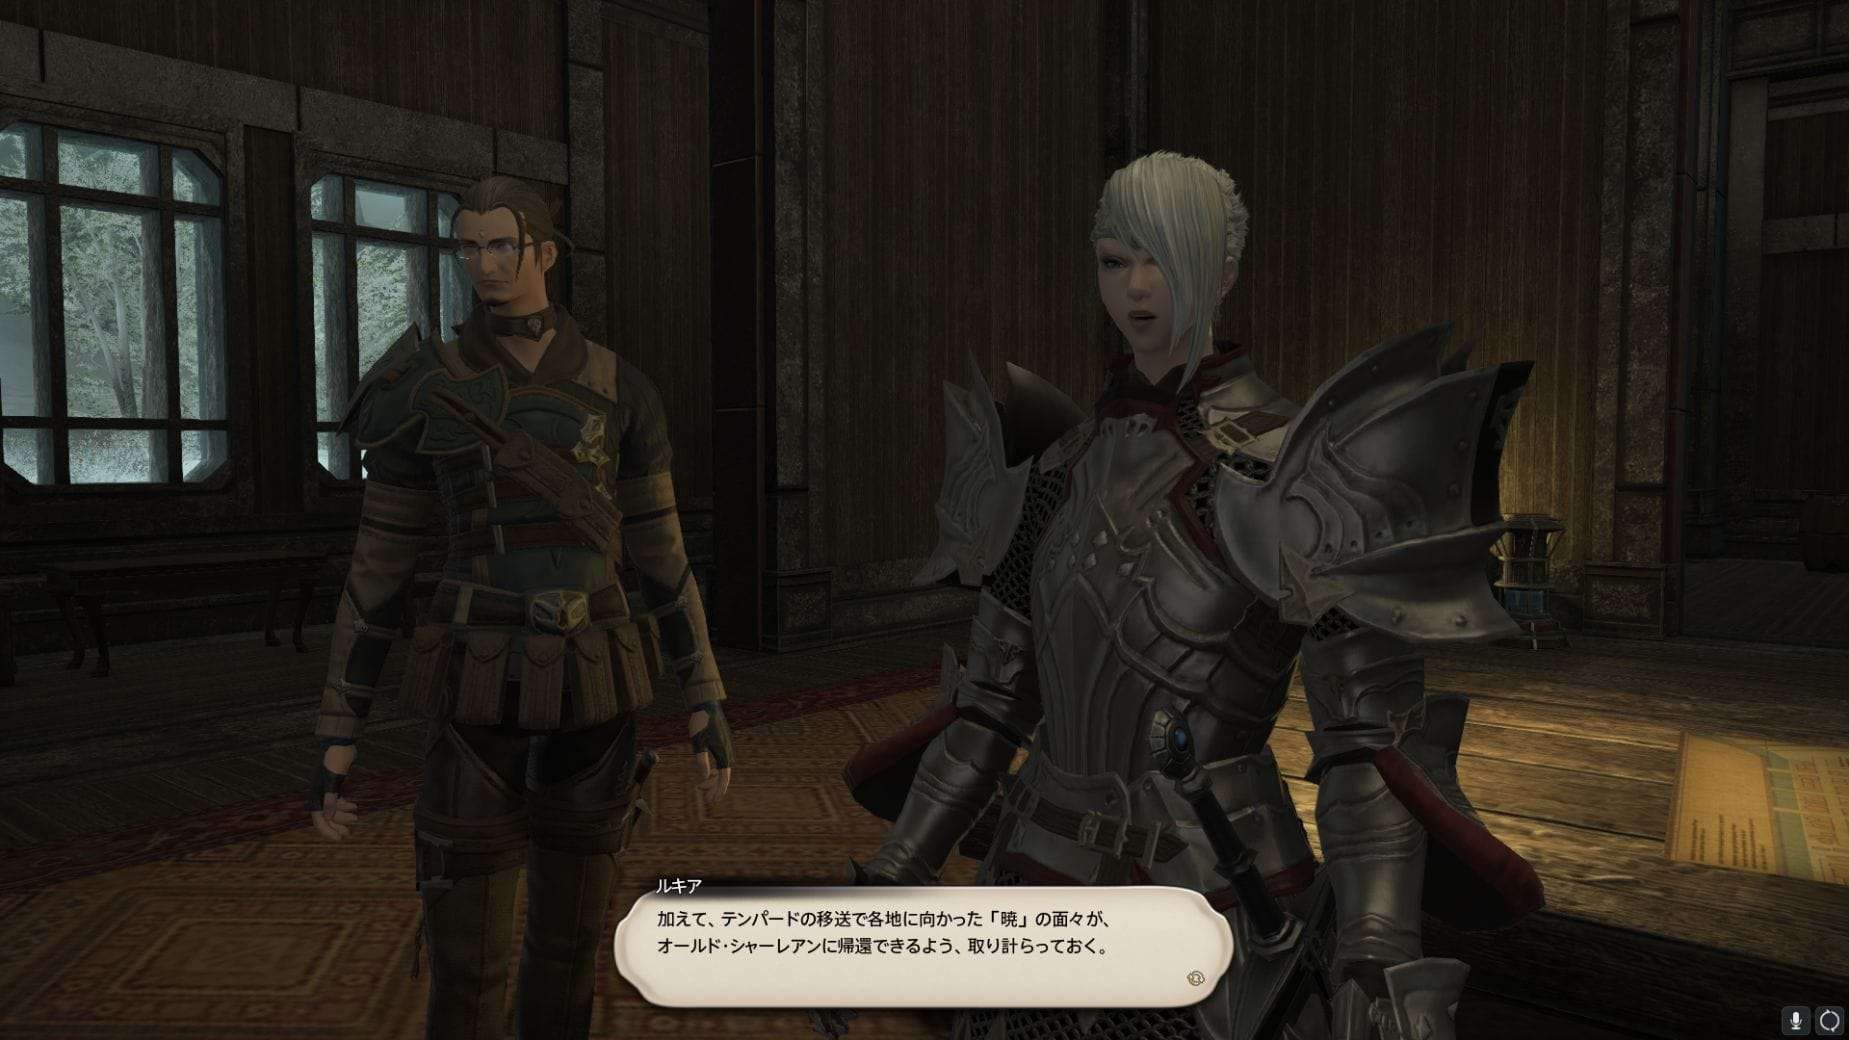 ルキア
加えて、テンパードの移送で各地に向かった「暁」の面々が、
オールド・シャーレアンに帰還できるよう、取り計らっておく。